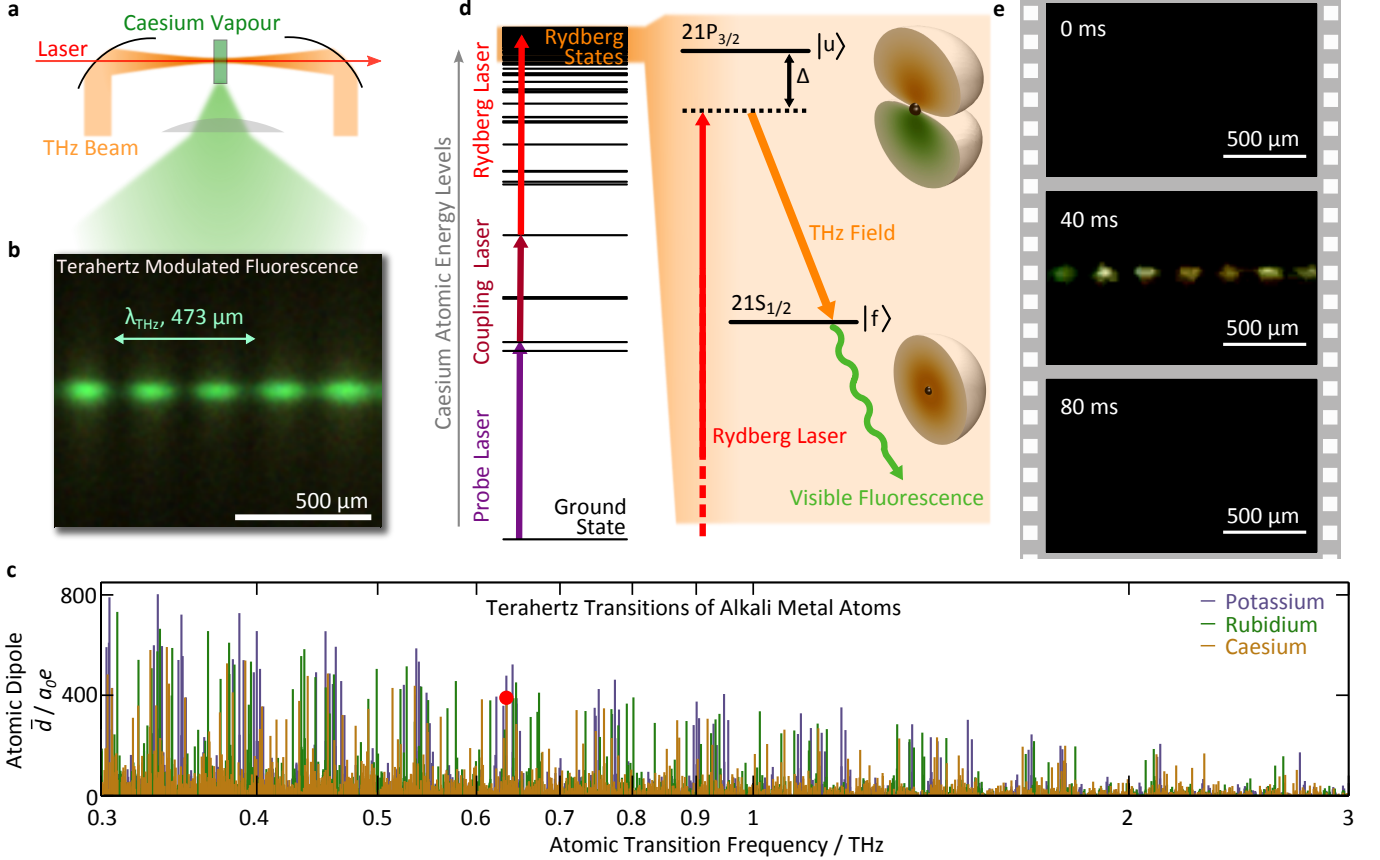 a
Caesium Vapour
Laser
THz Beam
b
Terahertz Modulated Fluorescence
λTHz, 473 µm
500 µm
d
Caesium Atomic Energy Levels
Probe Laser
Coupling Laser
Rydberg Laser
Rydberg
States
Ground
State
21P3/2
|u⟩
Δ
THz Field
21S1/2
|f⟩
Rydberg Laser
Visible Fluorescence
e
0 ms
500 µm
40 ms
500 µm
80 ms
500 µm
c
Terahertz Transitions of Alkali Metal Atoms
Potassium
Rubidium
Caesium
Atomic Dipole
d̄ / a0e
800
400
0
0.3 0.4 0.5 0.6 0.7 0.8 0.9 1 2 3
Atomic Transition Frequency / THz